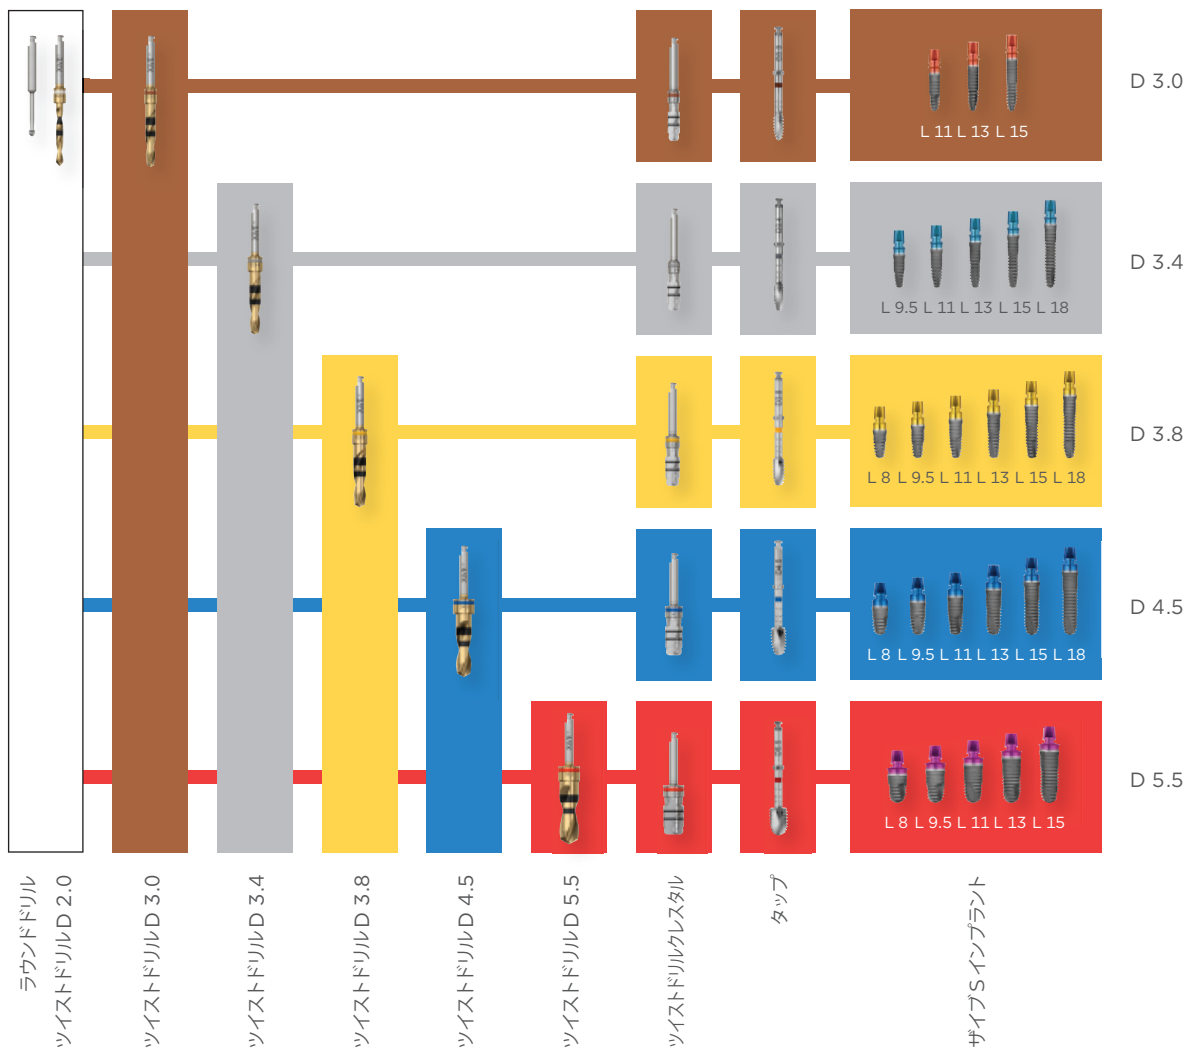 D 3.0
L 11 L 13 L 15
D 3.4
L 9.5 L 11 L 13 L 15 L 18
D 3.8
L 8 L 9.5 L 11 L 13 L 15 L 18
D 4.5
L 8 L 9.5 L 11 L 13 L 15 L 18
D 5.5
L 8 L 9.5 L 11 L 13 L 15
ラウンドドリル
ツイストドリル D 2.0
ツイストドリル D 3.0
ツイストドリル D 3.4
ツイストドリル D 3.8
ツイストドリル D 4.5
ツイストドリル D 5.5
ツイストドリルクレスタル
タップ
ザイブ S インプラント